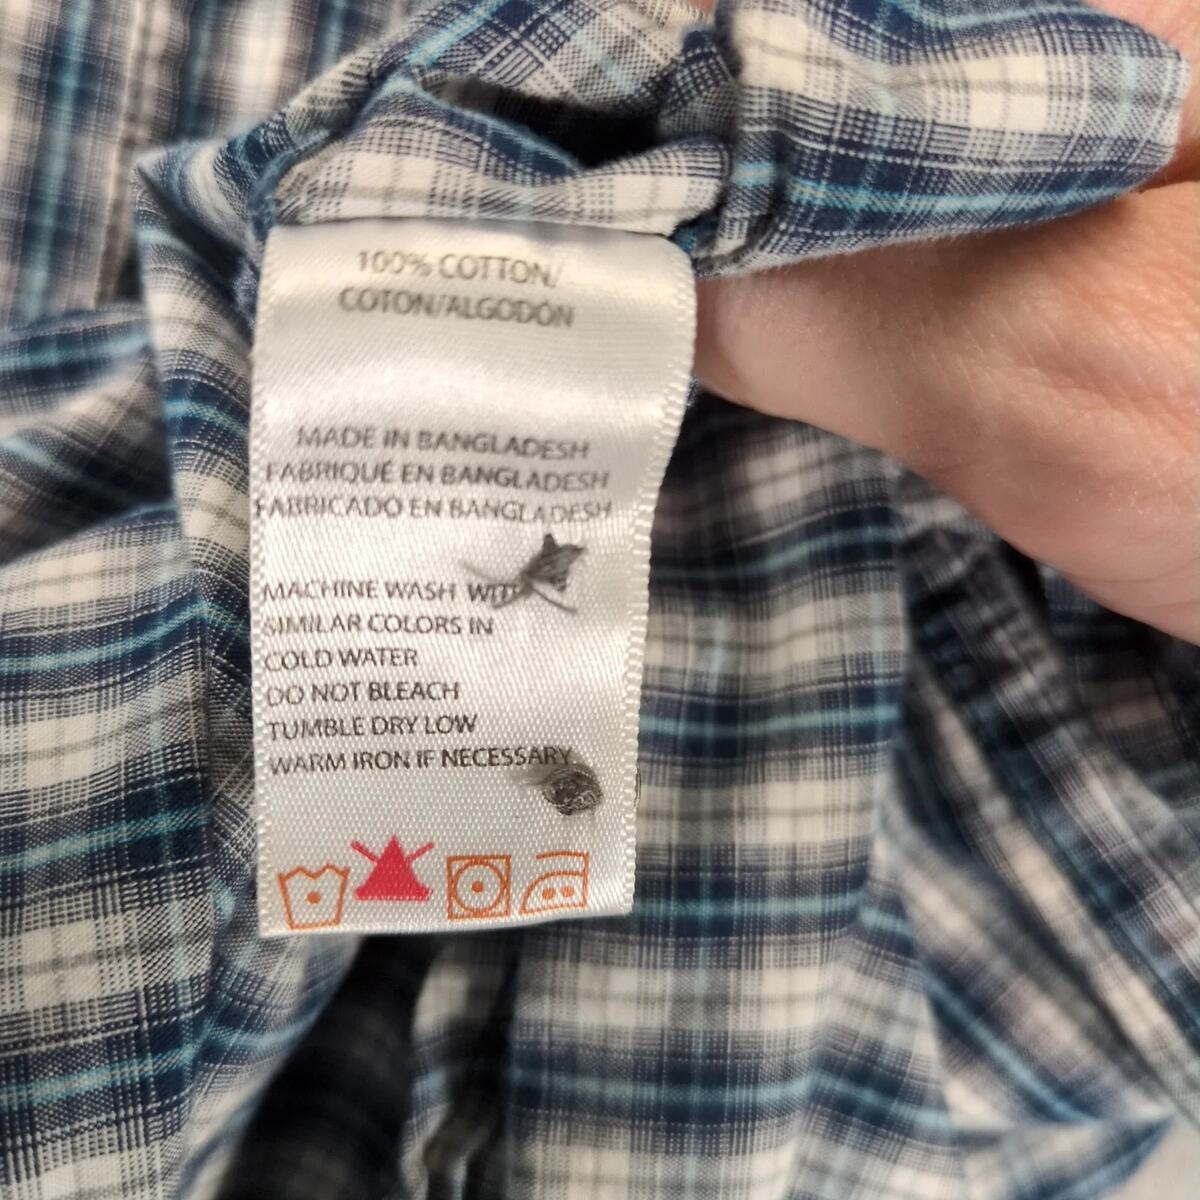 100% COTTON/
COTON/ALGODÓN
MADE IN BANGLADESH
FABRIQUÉ EN BANGLADESH
FABRICADO EN BANGLADESH
MACHINE WASH WITH
SIMILAR COLORS IN
COLD WATER
DO NOT BLEACH
TUMBLE DRY LOW
WARM IRON IF NECESSARY